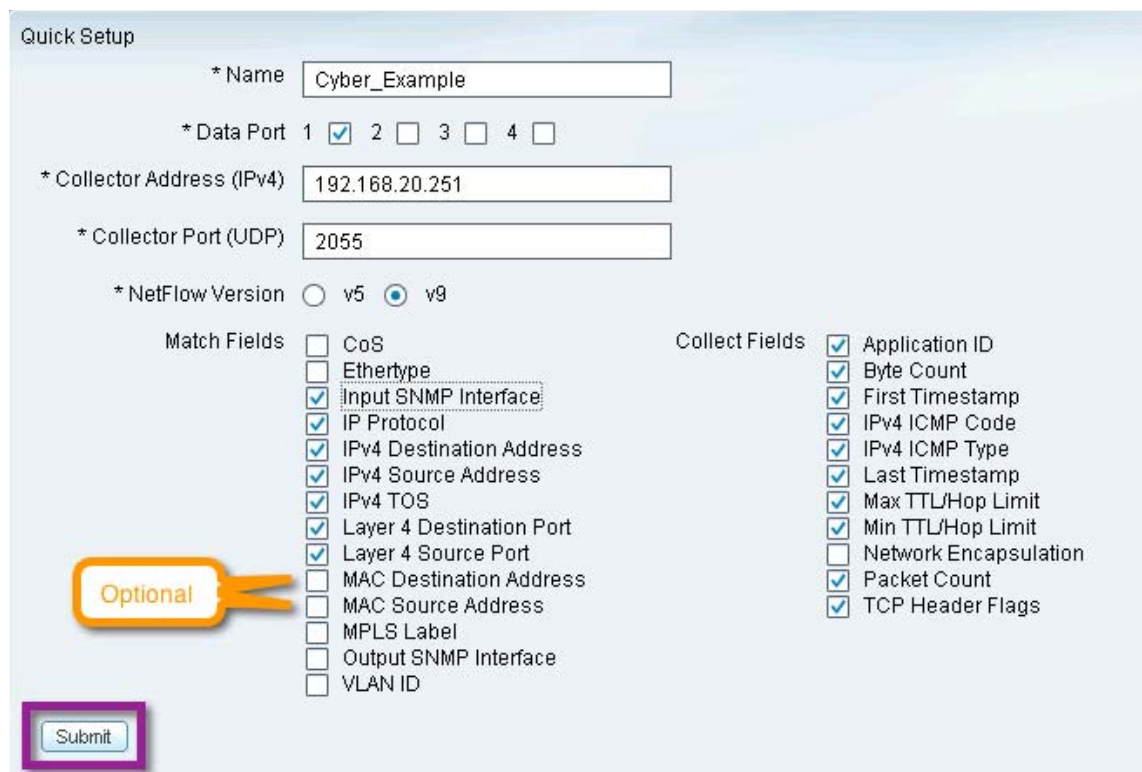 Quick Setup
* Name Cyber_Example
* Data Port 1 2 3 4
* Collector Address (IPv4) 192.168.20.251
* Collector Port (UDP) 2055
* NetFlow Version v5 v9
Match Fields
CoS
Ethertype
Input SNMP Interface
IP Protocol
IPv4 Destination Address
IPv4 Source Address
IPv4 TOS
Layer 4 Destination Port
Layer 4 Source Port
MAC Destination Address
MAC Source Address
MPLS Label
Output SNMP Interface
VLAN ID
Optional
Collect Fields
Application ID
Byte Count
First Timestamp
IPv4 ICMP Code
IPv4 ICMP Type
Last Timestamp
Max TTL/Hop Limit
Min TTL/Hop Limit
Network Encapsulation
Packet Count
TCP Header Flags
Submit